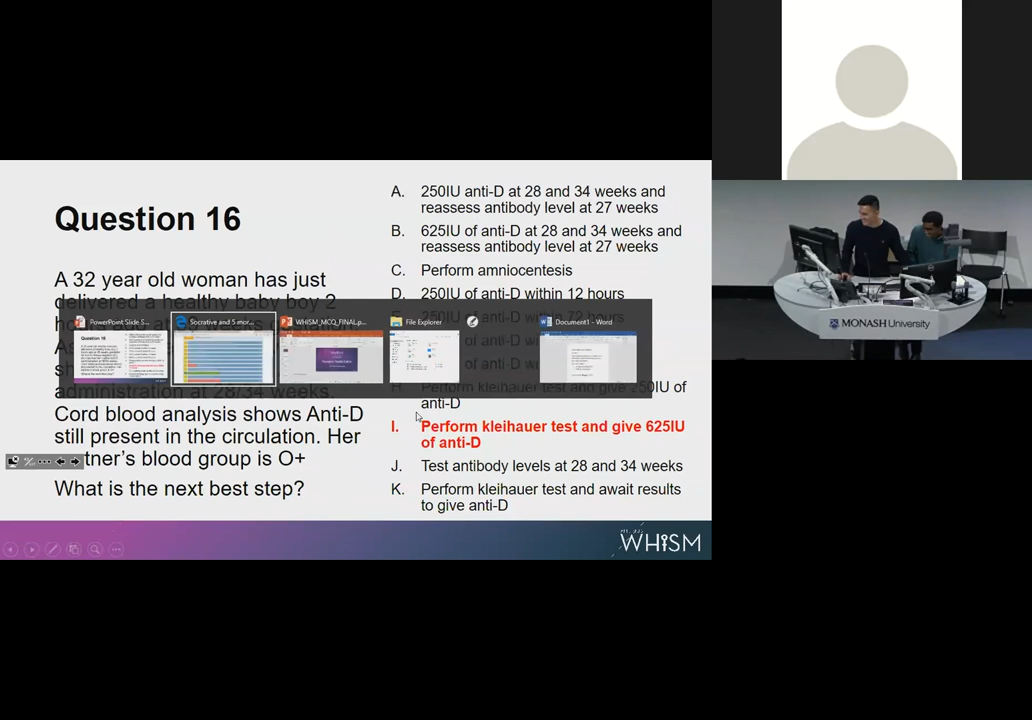 Question 16
A 32 year old woman has just
delivered a healthy baby boy 2
administration at 28/34 weeks.
Cord blood analysis shows Anti-D
still present in the circulation. Her
tner's blood group is O+
What is the next best step?
A. 250IU anti-D at 28 and 34 weeks and
reassess antibody level at 27 weeks
B. 625IU of anti-D at 28 and 34 weeks and
reassess antibody level at 27 weeks
C. Perform amniocentesis
D. 250IU of anti-D within 12 hours
H. Perform kleihauer test and give 250IU of
anti-D
I. Perform kleihauer test and give 625IU
of anti-D
J. Test antibody levels at 28 and 34 weeks
K. Perform kleihauer test and await results
to give anti-D
PowerPoint Slide S...
Socrative and 5 mor...
WHISM_MCQ_FINAL.p...
File Explorer
Document1 - Word
WHISM
MONASH University